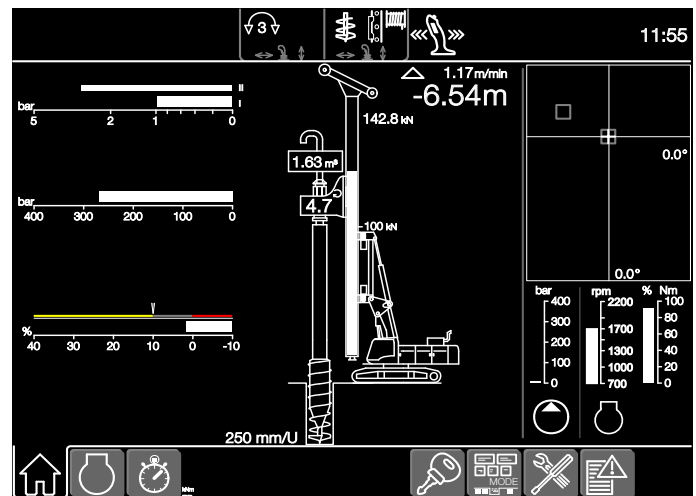 3
11:55
1.17 m/min
-6.54m
II
I
bar
5 2 1 0
142.8 kN
0.0°
1.63 m³
bar
400 300 200 100 0
4.7
100 kN
0.0°
bar rpm % Nm
400 2200 100
300 1700 80
200 1300 60
100 1000 40
0 700 20
0
%
40 30 20 10 0 -10
250 mm/U
MODE